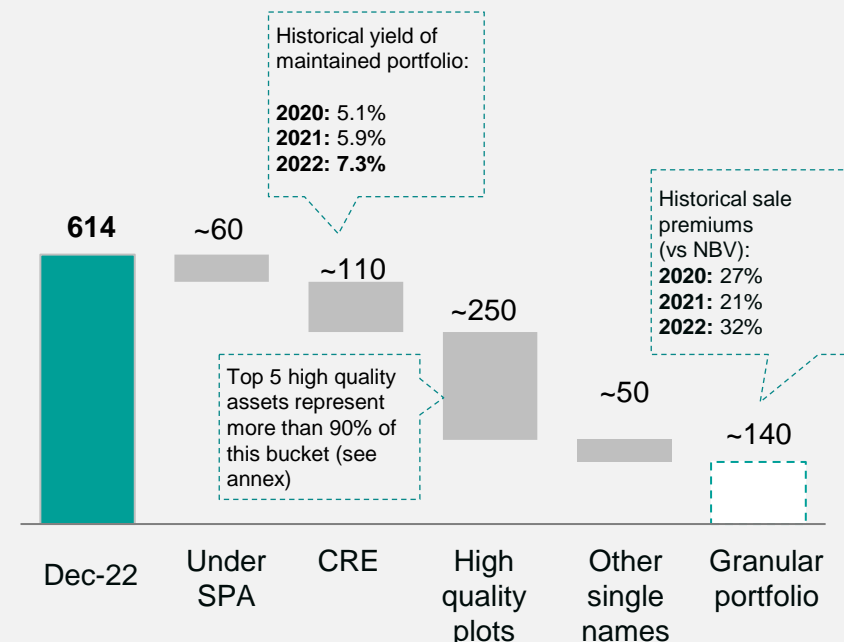 Historical yield of
maintained portfolio:
2020: 5.1%
2021: 5.9%
2022: 7.3%
Historical sale
premiums
(vs NBV):
2020: 27%
2021: 21%
2022: 32%
614
~60
~110
~250
~50
~140
Top 5 high quality
assets represent
more than 90% of
this bucket (see
annex)
Dec-22
Under
SPA
CRE
High
quality
plots
Other
single
names
Granular
portfolio